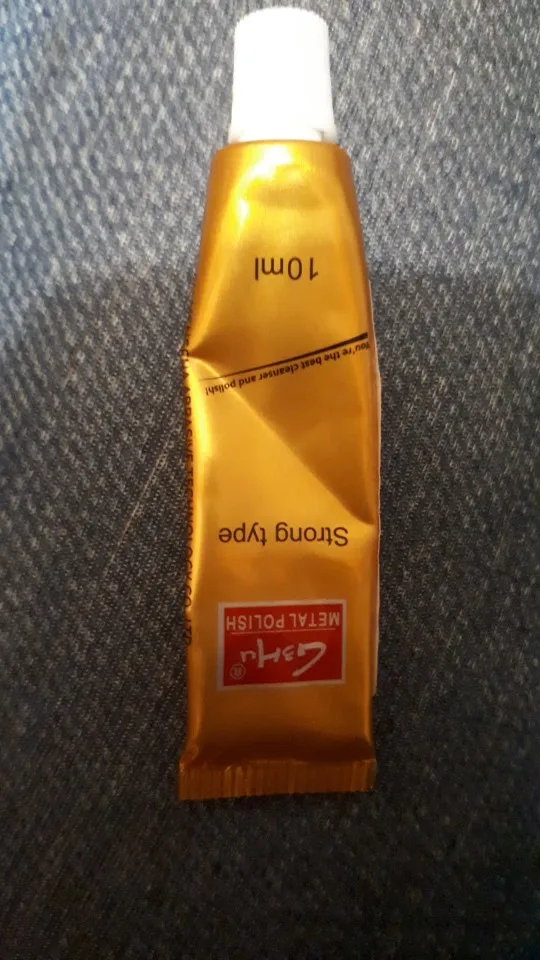 ®
METAL POLISH
Strong type
You're the best cleanser and polish!
10ml